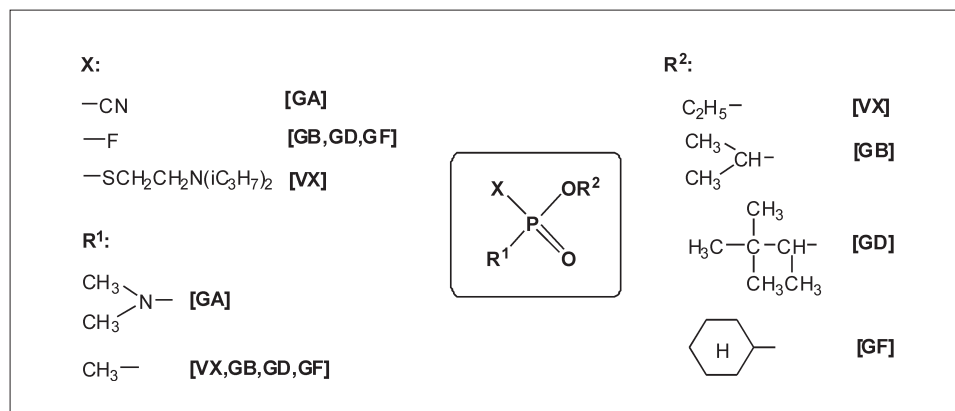 X:
—CN [GA]
—F [GB,GD,GF]
—SCH₂CH₂N(iC₃H₇)₂ [VX]
R¹:
CH₃
N— [GA]
CH₃
CH₃— [VX,GB,GD,GF]
X OR²
P
R¹ O
R²:
C₂H₅— [VX]
CH₃
CH— [GB]
CH₃
CH₃
H₃C—C—CH— [GD]
CH₃CH₃
H [GF]